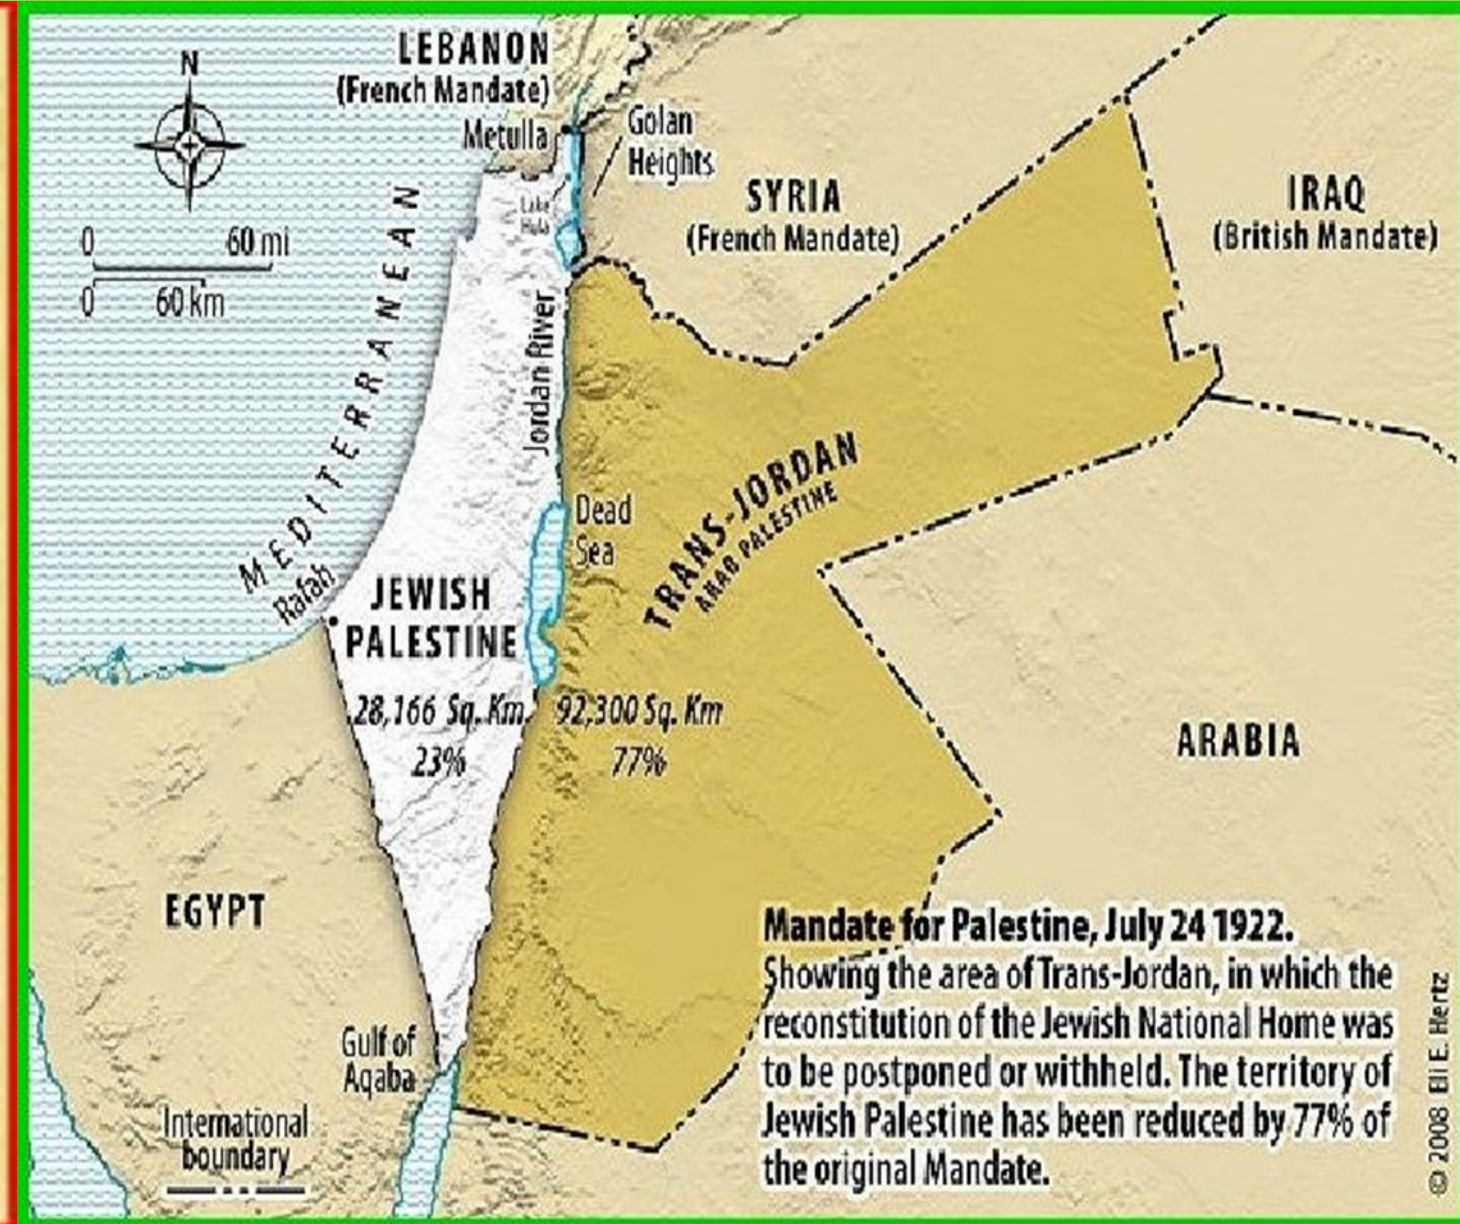 LEBANON
(French Mandate)
Metulla
Golan
Heights
N
Lake
Hula
SYRIA
(French Mandate)
IRAQ
(British Mandate)
0 60 mi
0 60 km
MEDITERRANEAN
Jordan River
Dead
Sea
TRANS-JORDAN
ARAB PALESTINE
Rafah
JEWISH
PALESTINE
28,166 Sq. Km.
23%
92,300 Sq. Km
77%
ARABIA
EGYPT
Gulf of
Aqaba
International
boundary
Mandate for Palestine, July 24 1922.
Showing the area of Trans-Jordan, in which the
reconstitution of the Jewish National Home was
to be postponed or withheld. The territory of
Jewish Palestine has been reduced by 77% of
the original Mandate.
© 2008 Eli E. Hertz